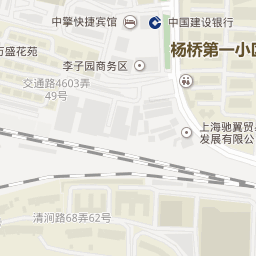 中擎快捷宾馆
中国建设银行
万盛花苑
杨桥第一小区
李子园商务区
交通路4603弄
49号
上海驰翼贸易
发展有限公
清涧路68弄62号